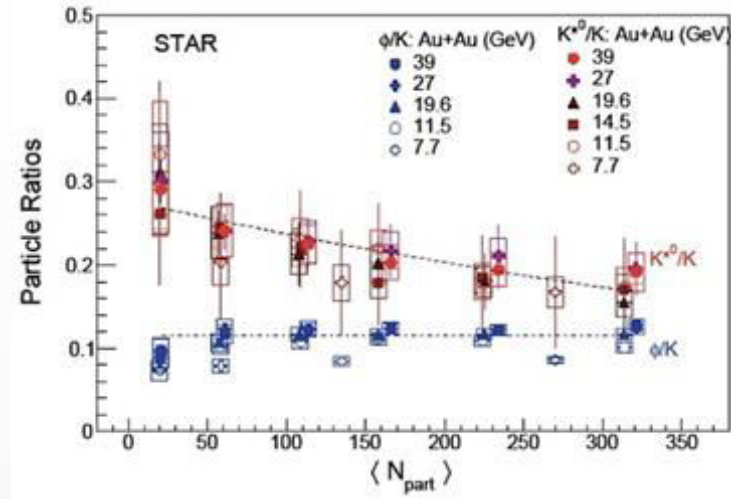 STAR
φ/K: Au+Au (GeV)
39
27
19.6
11.5
7.7
K*⁰/K: Au+Au (GeV)
39
27
19.6
14.5
11.5
7.7
Particle Ratios
0.5
0.4
0.3
0.2
0.1
0
K*⁰/K
φ/K
0 50 100 150 200 250 300 350
⟨ N_part ⟩